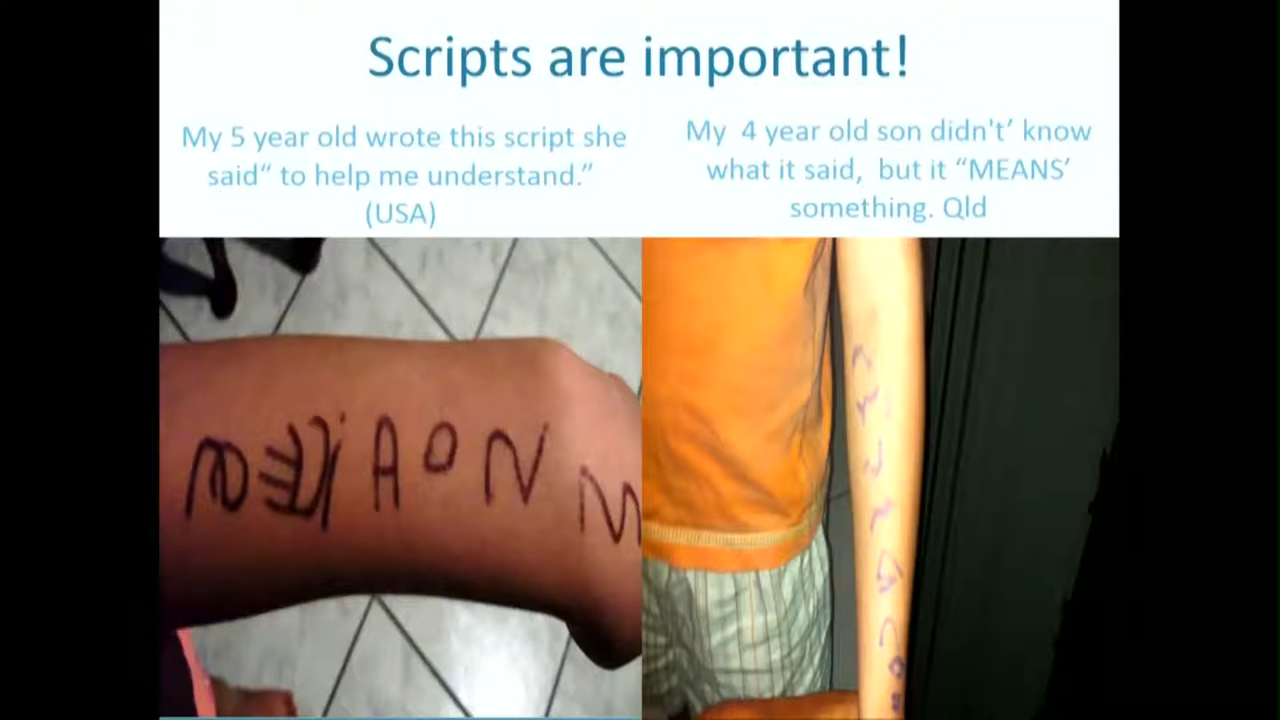 Scripts are important!
My 5 year old wrote this script she
said“ to help me understand.”
(USA)
My 4 year old son didn't’ know
what it said, but it “MEANS’
something. Qld